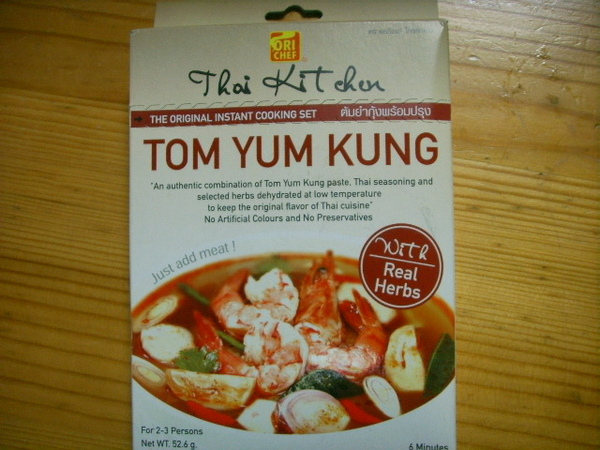 ORI
CHEF
Thai Kitchen
THE ORIGINAL INSTANT COOKING SET
ต้มยำกุ้งพร้อมปรุง
TOM YUM KUNG
"An authentic combination of Tom Yum Kung paste, Thai seasoning and
selected herbs dehydrated at low temperature
to keep the original flavor of Thai cuisine"
No Artificial Colours and No Preservatives
Just add meat!
With
Real
Herbs
For 2-3 Persons
Net WT. 52.6 g.
6 Minutes